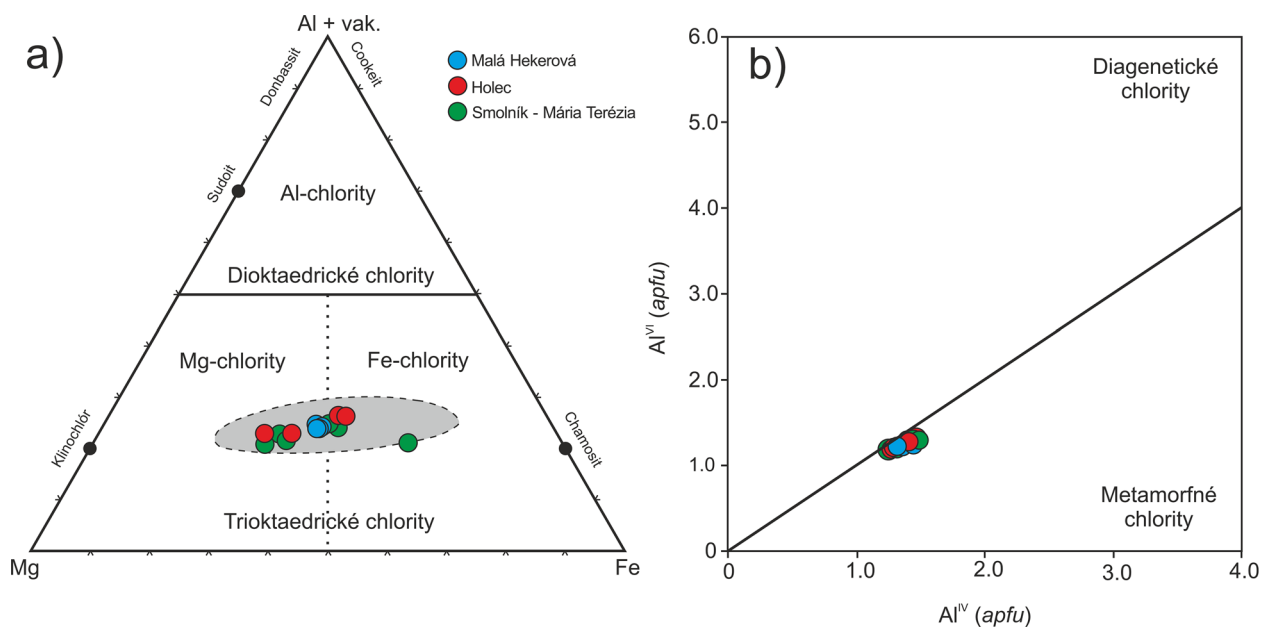 a)
Al + vak.
Donbassit
Cookeit
Malá Hekerová
Holec
Smolník - Mária Terézia
Sudoit
Al-chlority
Dioktaedrické chlority
Mg-chlority
Fe-chlority
Klinochlór
Chamosit
Trioktaedrické chlority
Mg
Fe
b)
6.0
5.0
4.0
3.0
2.0
1.0
0
Al^VI (apfu)
Diagenetické
chlority
Metamorfné
chlority
0
1.0
2.0
3.0
4.0
Al^IV (apfu)